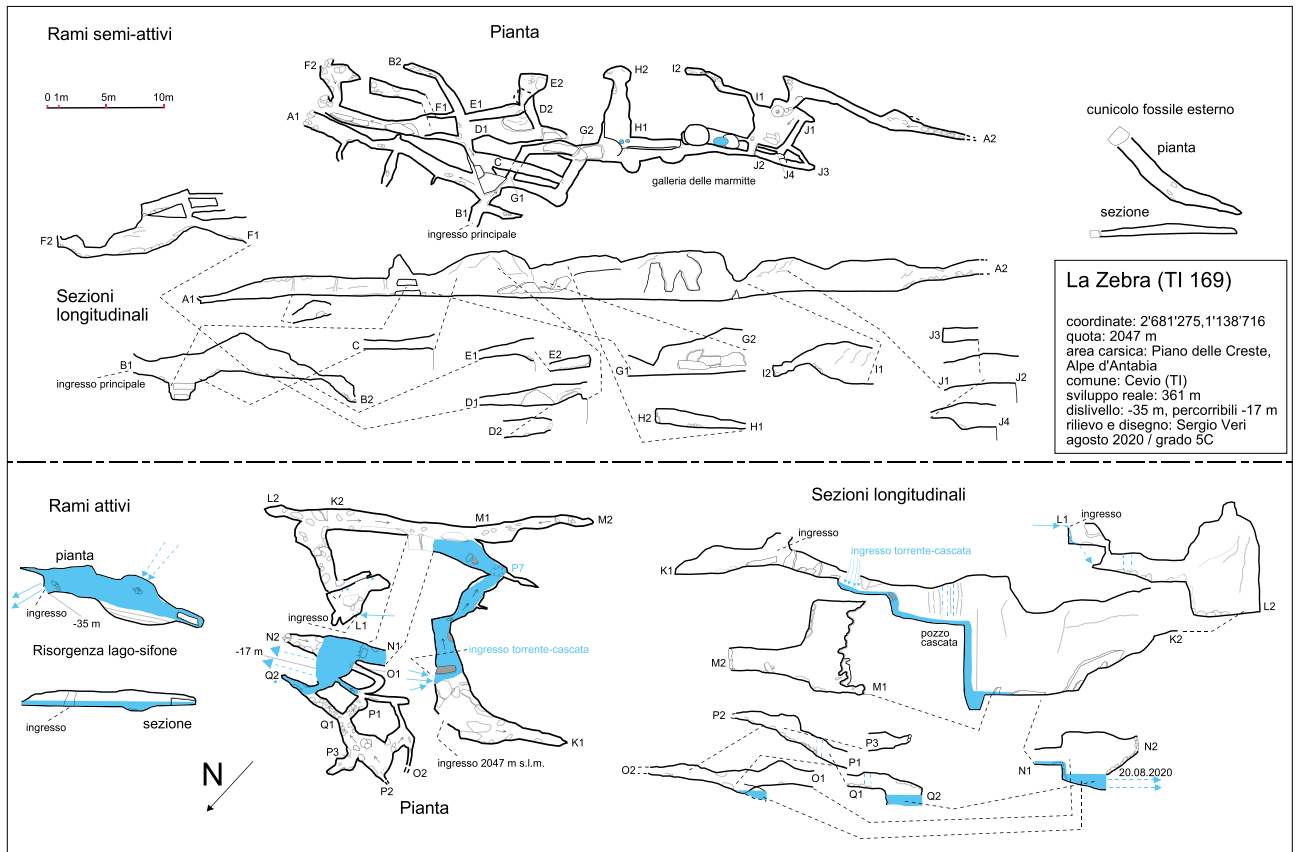 Rami semi-attivi
Pianta
0 1m 5m 10m
F2
B2
E2
H2
I2
A1
F1
E1
D2
D1
G2
H1
I1
J1
A2
C
G1
B1
J2
J4
J3
galleria delle marmitte
ingresso principale
cunicolo fossile esterno
pianta
sezione
F2
F1
A1
A2
Sezioni
longitudinali
B1
ingresso principale
B2
C
E1
E2
D1
D2
G1
G2
H2
H1
I2
I1
J3
J1
J2
J4
La Zebra (TI 169)
coordinate: 2'681'275,1'138'716
quota: 2047 m
area carsica: Piano delle Creste,
Alpe d'Antabia
comune: Cevio (TI)
sviluppo reale: 361 m
dislivello: -35 m, percorribili -17 m
rilievo e disegno: Sergio Veri
agosto 2020 / grado 5C
Rami attivi
pianta
ingresso
-35 m
Risorgenza lago-sifone
ingresso
sezione
N
L2
K2
M1
M2
P7
ingresso
L1
N2
N1
-17 m
Q2
O1
ingresso torrente-cascata
Q1
P1
P3
O2
P2
K1
ingresso 2047 m s.l.m.
Pianta
Sezioni longitudinali
ingresso
K1
ingresso torrente-cascata
L1
ingresso
L2
K2
pozzo
cascata
M2
M1
P2
P3
P1
O2
O1
Q1
Q2
N1
N2
20.08.2020